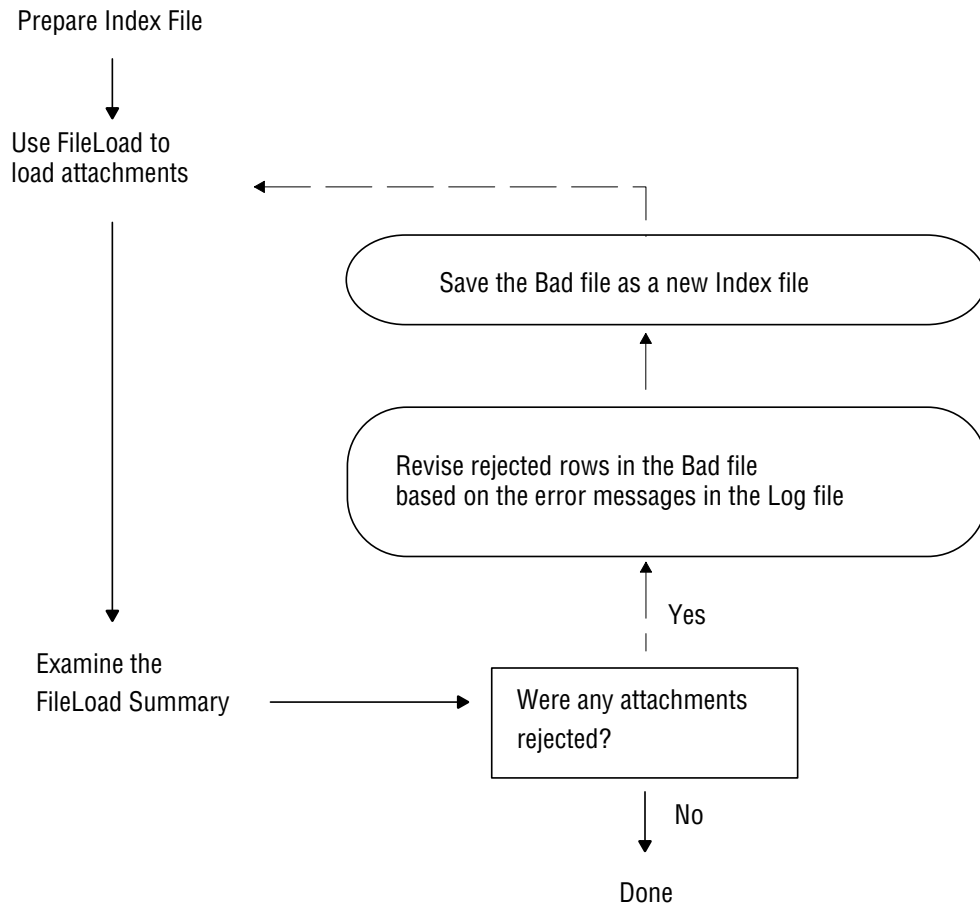 Prepare Index File
Use FileLoad to
load attachments
Save the Bad file as a new Index file
Revise rejected rows in the Bad file
based on the error messages in the Log file
Yes
Examine the
FileLoad Summary
Were any attachments
rejected?
No
Done